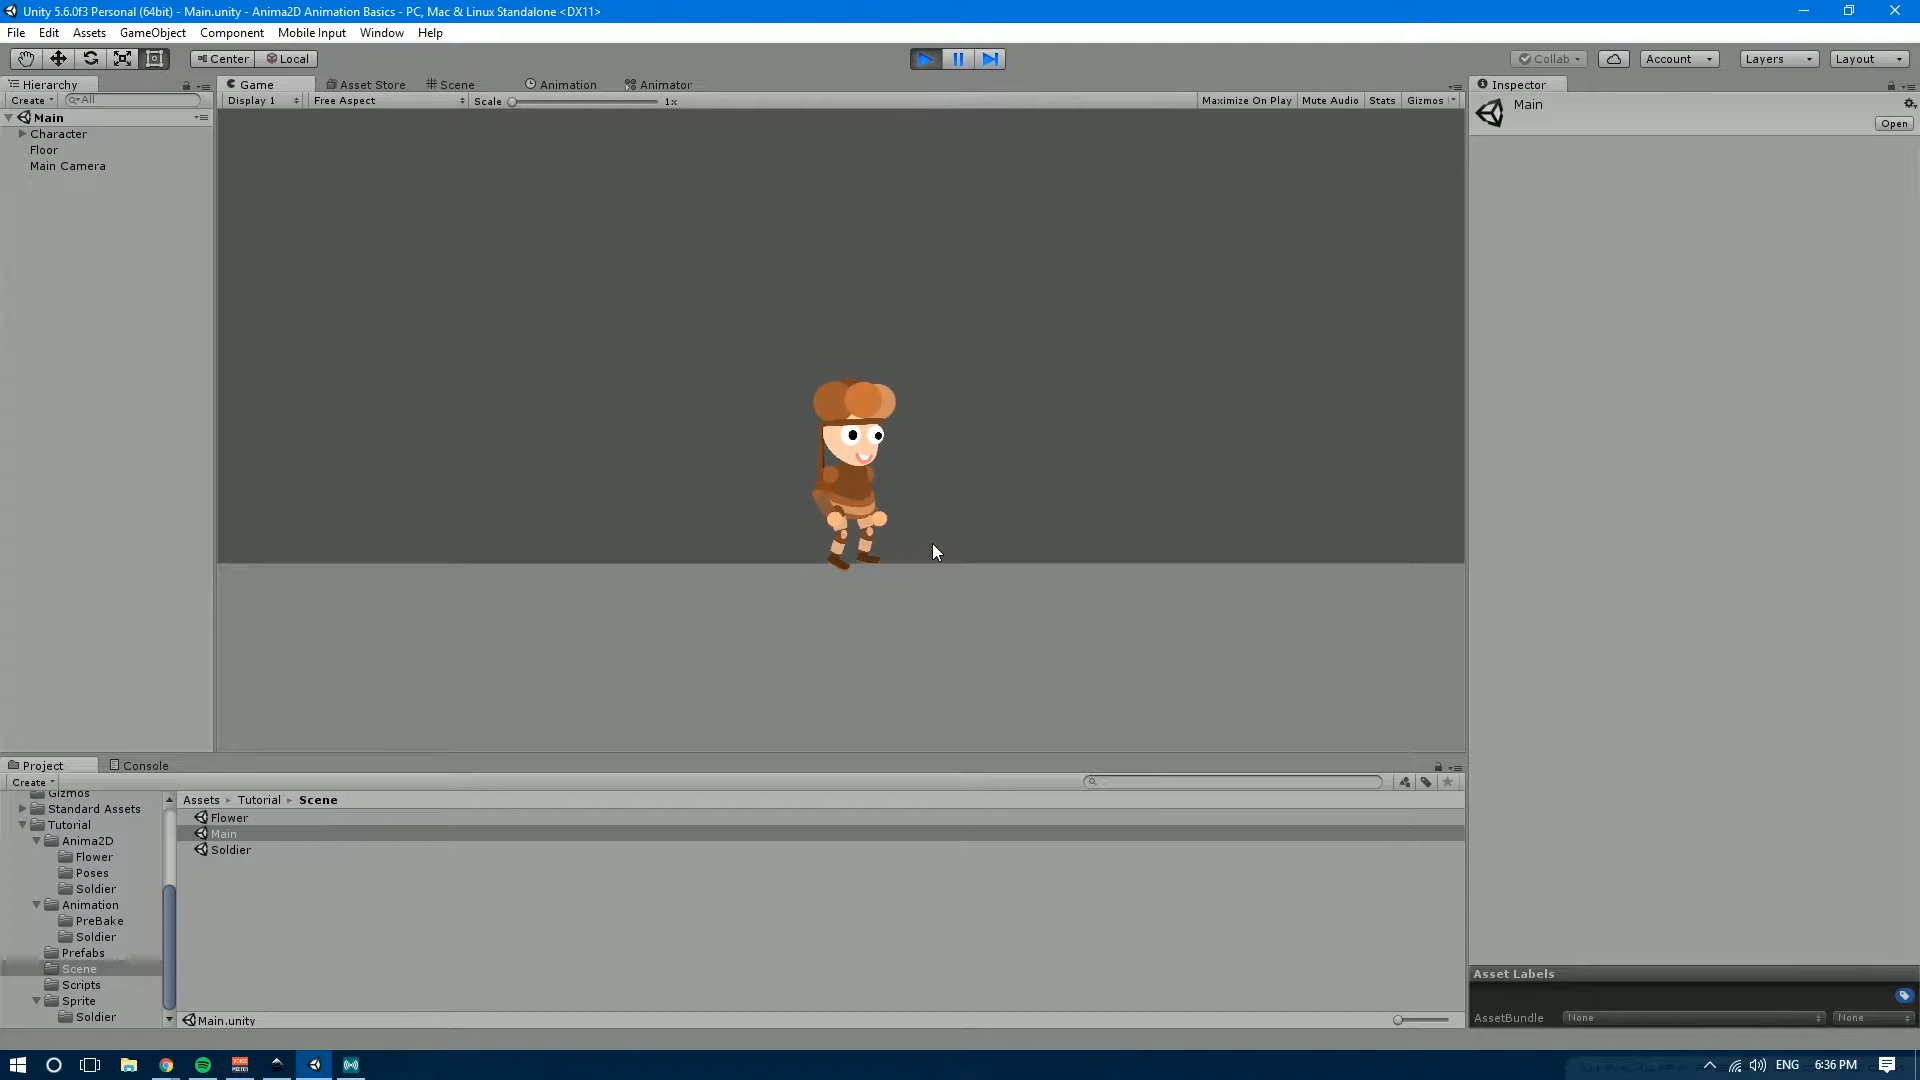 Unity 5.6.0f3 Personal (64bit) - Main.unity - Anima2D Animation Basics - PC, Mac & Linux Standalone <DX11>
File Edit Assets GameObject Component Mobile Input Window Help
Center Local Collab Account Layers Layout
Hierarchy
Create All
Main
Character
Floor
Main Camera
Game Asset Store Scene Animation Animator
Display 1 Free Aspect Scale 1x Maximize On Play Mute Audio Stats Gizmos
Inspector
Main
Open
Project Console
Create
Gizmos
Standard Assets
Tutorial
Anima2D
Flower
Poses
Soldier
Animation
PreBake
Soldier
Prefabs
Scene
Scripts
Sprite
Soldier
Assets Tutorial Scene
Flower
Main
Soldier
Main.unity
Asset Labels
AssetBundle None None
ENG 6:36 PM